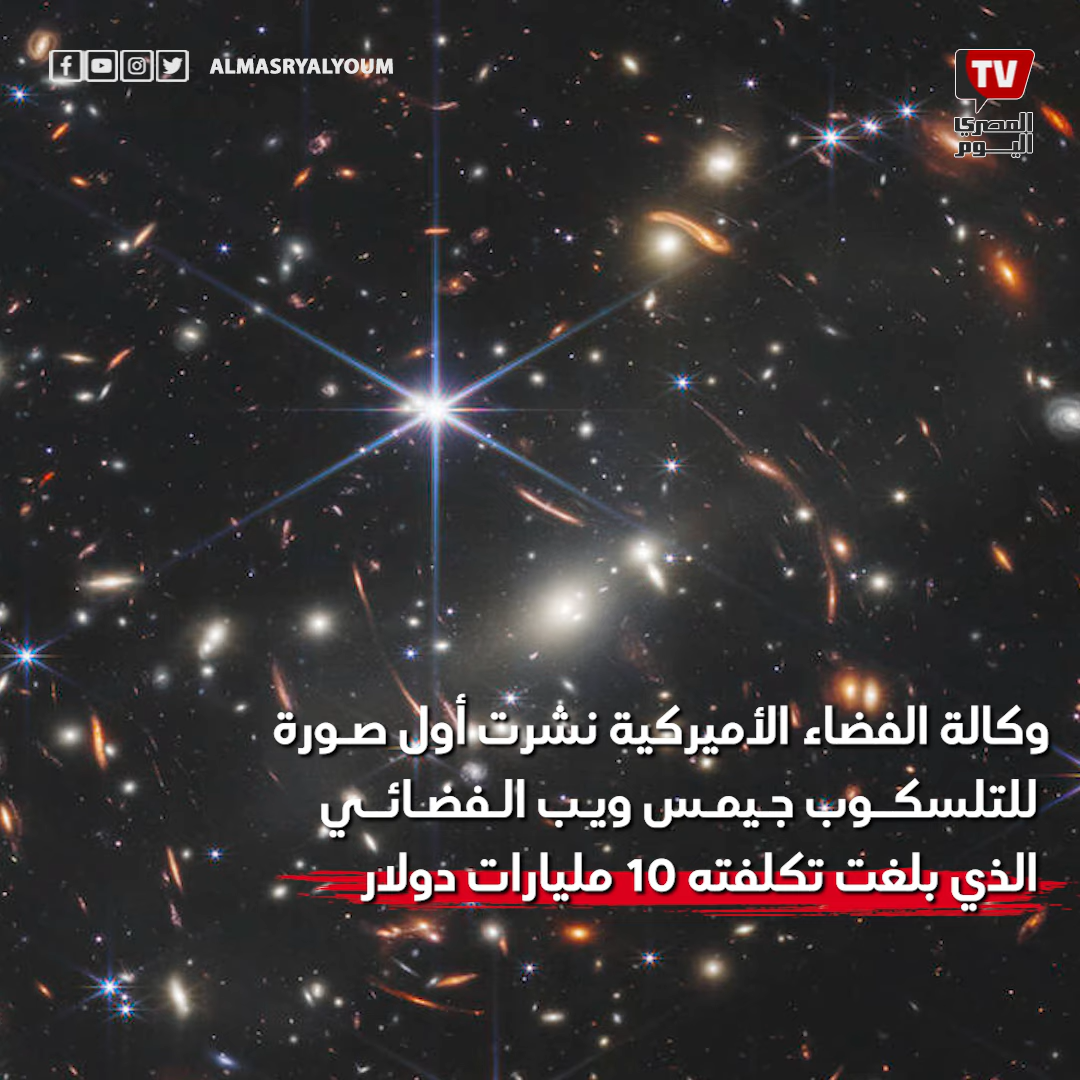 ALMASRYALYOUM
TV
المصري
اليوم
وكالة الفضاء الأميركية نشرت أول صورة
للتلسكوب جيمس ويب الفضائي
الذي بلغت تكلفته 10 مليارات دولار